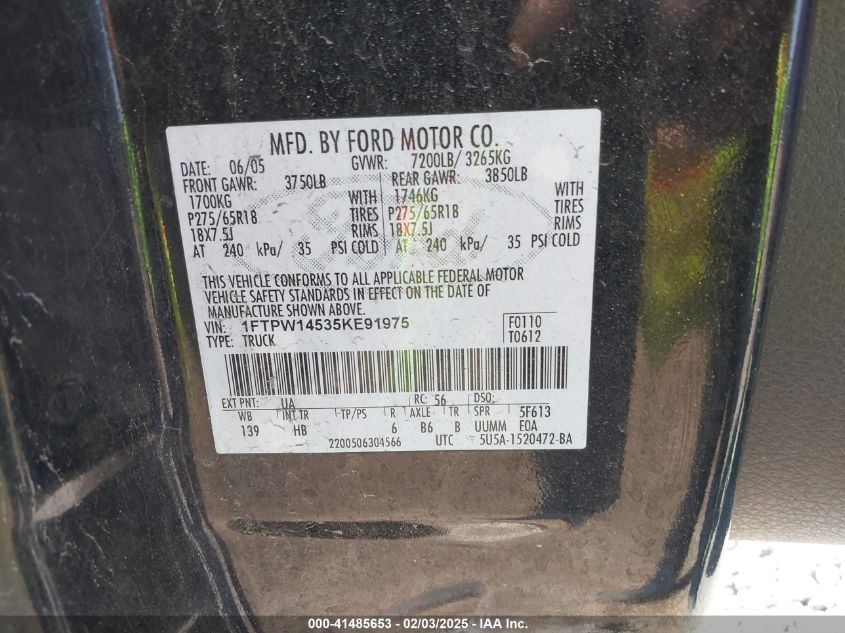 MFD. BY FORD MOTOR CO.
DATE: 06/05 GVWR: 7200LB/ 3265KG
FRONT GAWR: 3750LB REAR GAWR: 3850LB
1700KG WITH 1746KG WITH
P275/65R18 TIRES P275/65R18 TIRES
18X7.5J RIMS 18X7.5J RIMS
AT 240 kPa/ 35 PSI COLD AT 240 kPa/ 35 PSI COLD
Ford
THIS VEHICLE CONFORMS TO ALL APPLICABLE FEDERAL MOTOR
VEHICLE SAFETY STANDARDS IN EFFECT ON THE DATE OF
MANUFACTURE SHOWN ABOVE.
VIN: 1FTPW14535KE91975 F0110
TYPE: TRUCK T0612
EXT PNT: UA RC: 56 DSO:
WB INT TR TP/PS R AXLE TR SPR 5F613
139 HB 6 B6 B UUMM E0A
2200506304566 UTC 5U5A-1520472-BA
000-41485653 - 02/03/2025 - IAAI.com